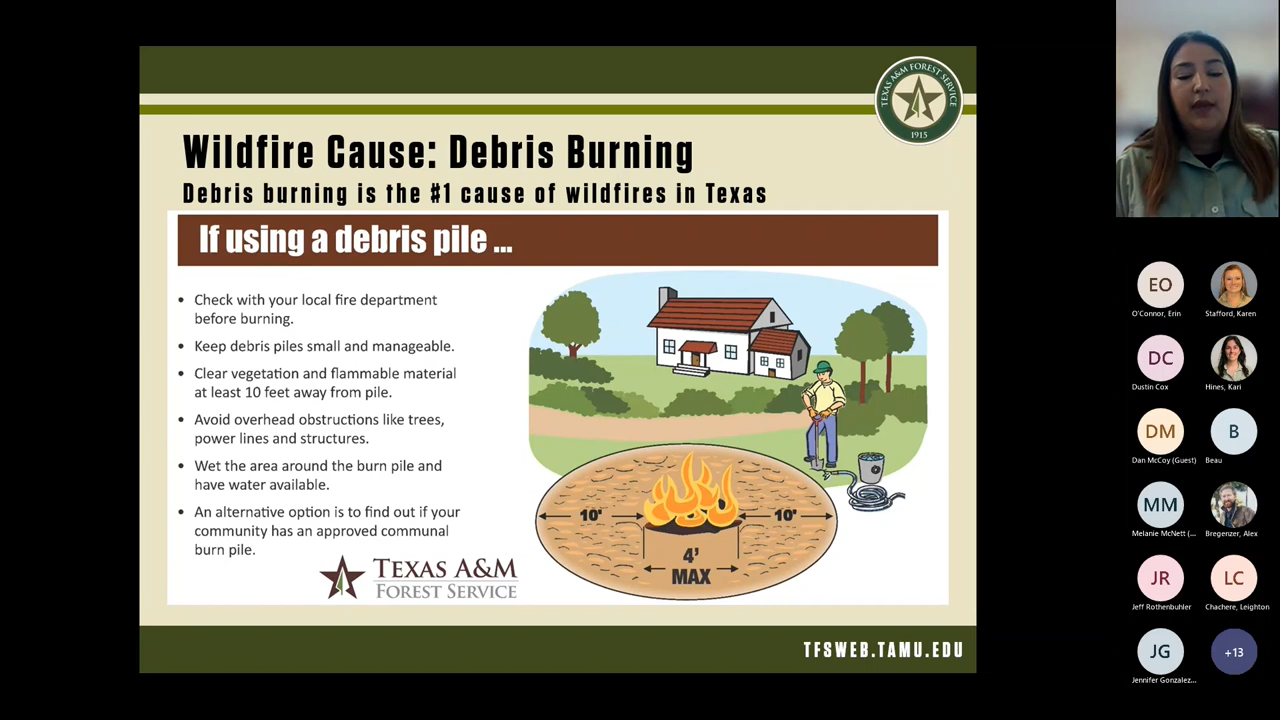 TEXAS A&M FOREST SERVICE
1915
Wildfire Cause: Debris Burning
Debris burning is the #1 cause of wildfires in Texas
If using a debris pile ...
• Check with your local fire department
before burning.
• Keep debris piles small and manageable.
• Clear vegetation and flammable material
at least 10 feet away from pile.
• Avoid overhead obstructions like trees,
power lines and structures.
• Wet the area around the burn pile and
have water available.
• An alternative option is to find out if your
community has an approved communal
burn pile.
10'
10'
4'
MAX
TEXAS A&M
FOREST SERVICE
TFSWEB.TAMU.EDU
EO
O'Connor, Erin
Stafford, Karen
DC
Dustin Cox
Hines, Kari
DM
B
Dan McCoy (Guest)
Beau
MM
Melanie McNett (...
Bregenzer, Alex
JR
LC
Jeff Rothenbuhler
Chachere, Leighton
JG
+13
Jennifer Gonzalez...